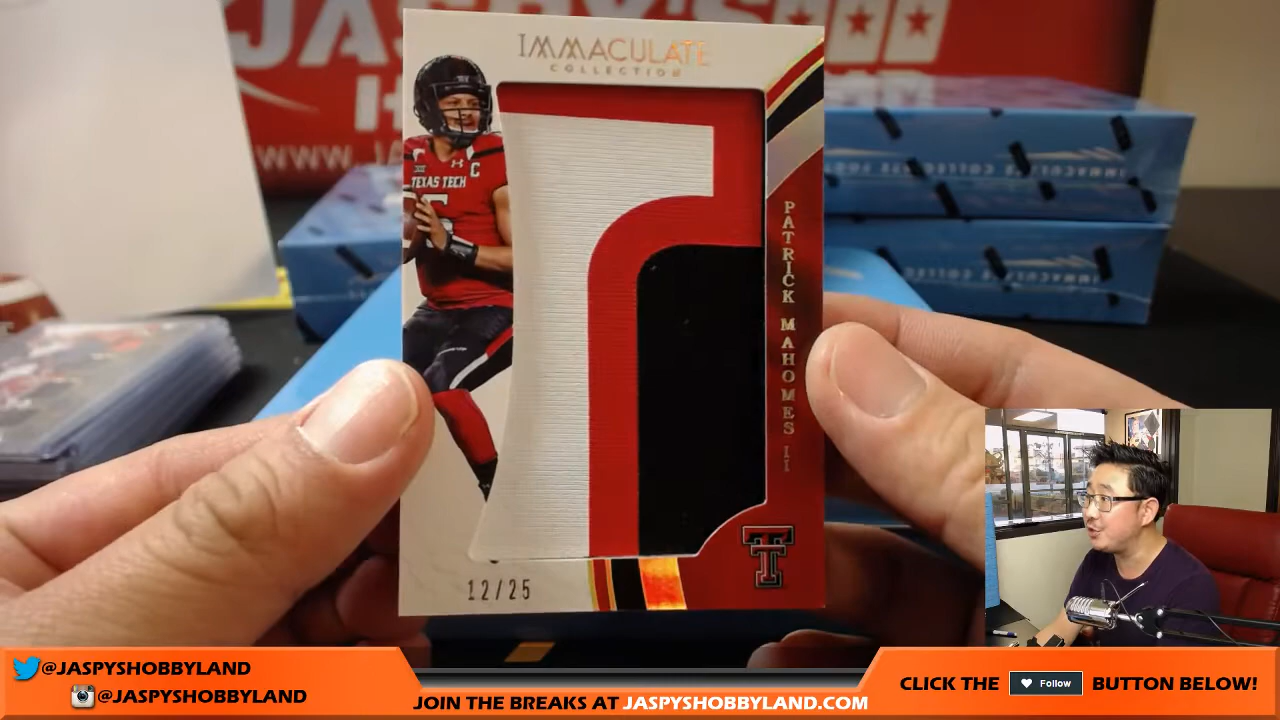 IMMACULATE
COLLECTION
C
TEXAS TECH
5
PATRICK MAHOMES II
12/25
@JASPYSHOBBYLAND
@JASPYSHOBBYLAND
JOIN THE BREAKS AT JASPYSHOBBYLAND.COM
CLICK THE
Follow
BUTTON BELOW!